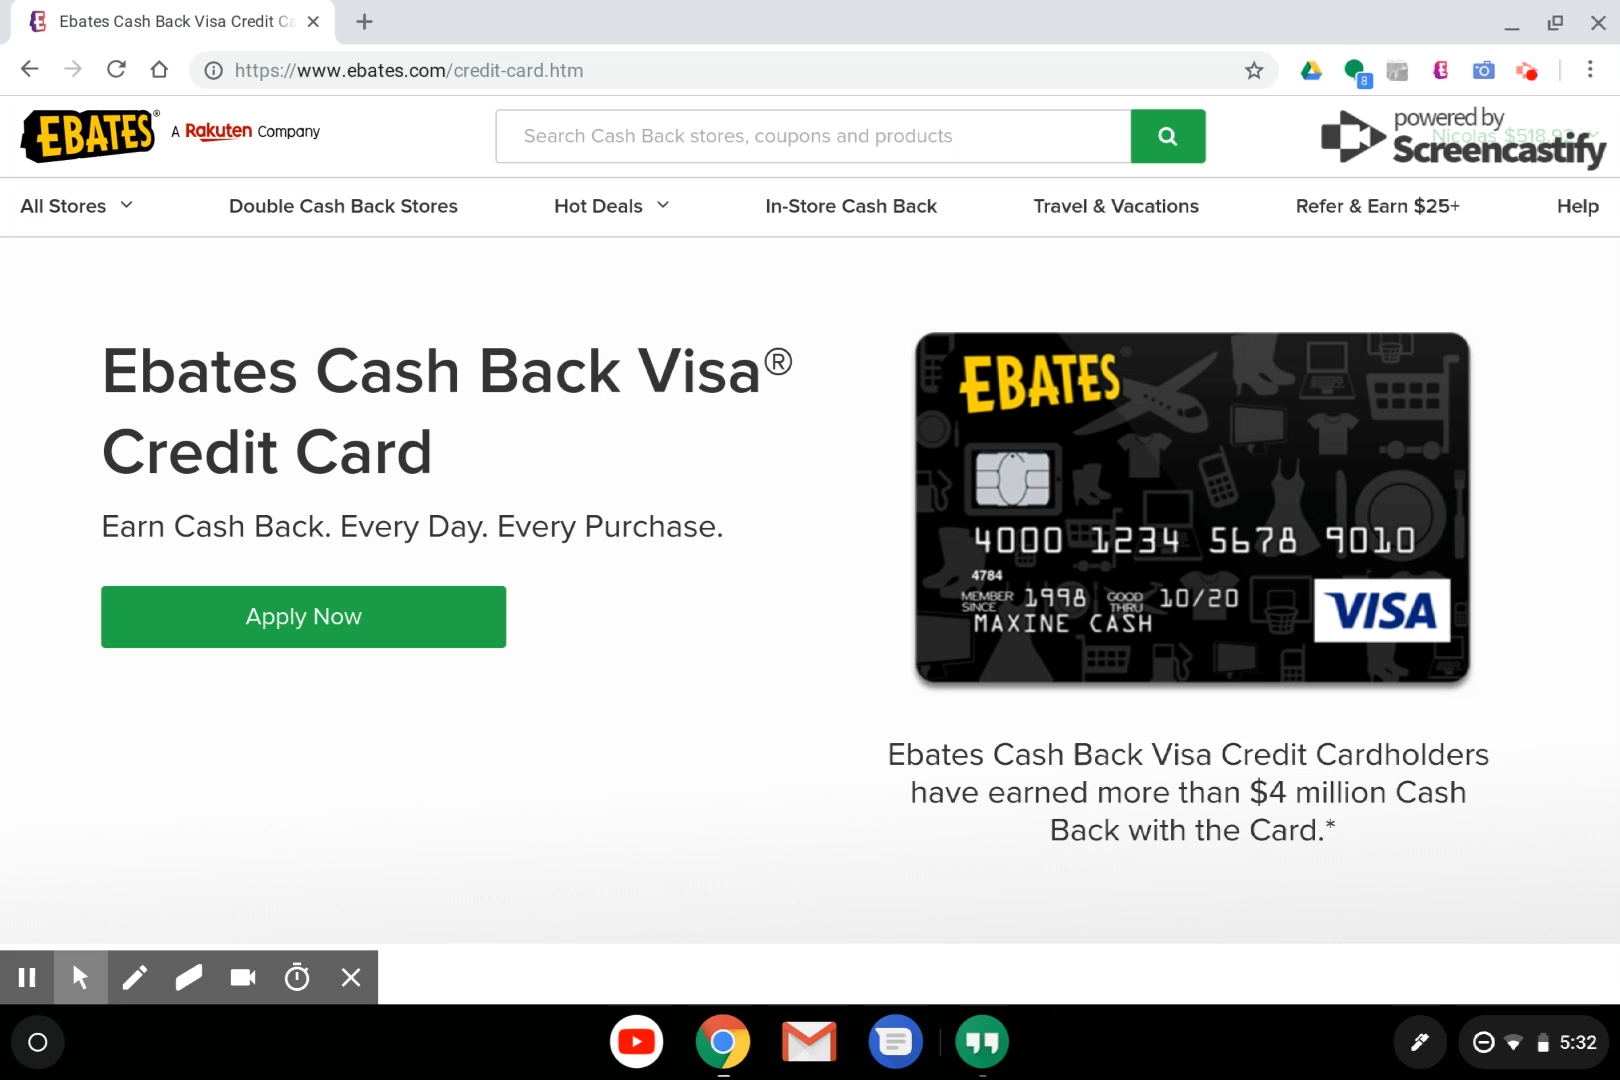 Ebates Cash Back Visa Credit Ca
https://www.ebates.com/credit-card.htm
8
EBATES® A Rakuten Company
Search Cash Back stores, coupons and products
Nicolas $518.9
powered by
Screencastify
All Stores Double Cash Back Stores Hot Deals In-Store Cash Back Travel & Vacations Refer & Earn $25+ Help
Ebates Cash Back Visa®
Credit Card
Earn Cash Back. Every Day. Every Purchase.
Apply Now
EBATES®
4000 1234 5678 9010
4784
MEMBER SINCE 1998 GOOD THRU 10/20
MAXINE CASH
VISA
Ebates Cash Back Visa Credit Cardholders
have earned more than $4 million Cash
Back with the Card.*
5:32